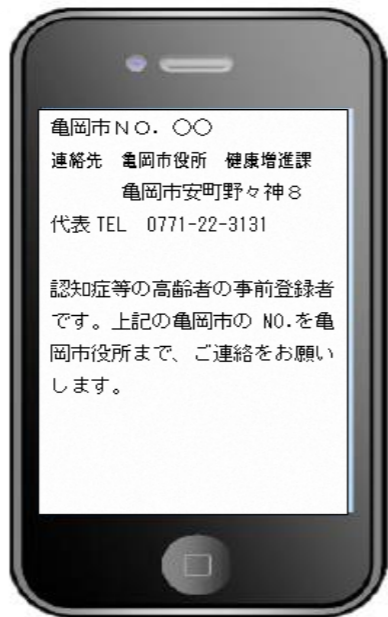 亀岡市ＮＯ．〇〇
連絡先　亀岡市役所　健康増進課
亀岡市安町野々神８
代表 TEL　0771-22-3131
認知症等の高齢者の事前登録者
です。上記の亀岡市の NO.を亀
岡市役所まで、ご連絡をお願い
します。